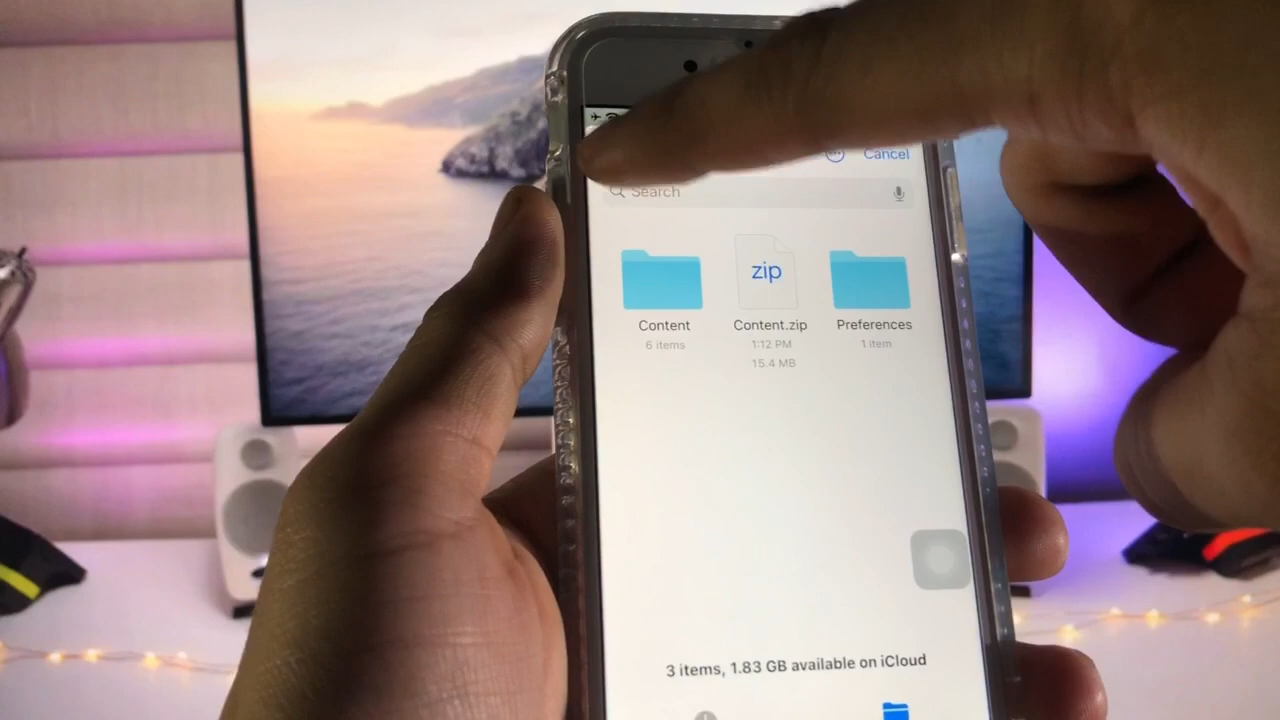 Cancel
Search
zip
Content
Content.zip
Preferences
6 items
1:12 PM
1 item
15.4 MB
3 items, 1.83 GB available on iCloud